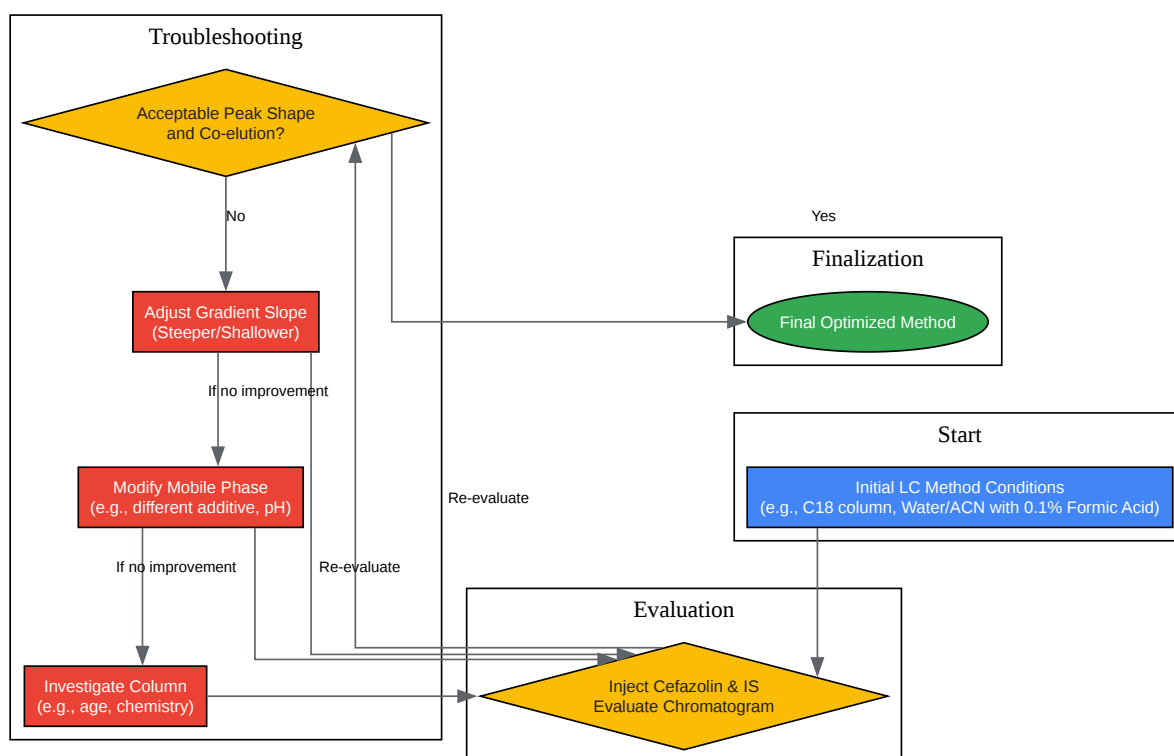 Troubleshooting
Acceptable Peak Shape
and Co-elution?
No
Yes
Finalization
Adjust Gradient Slope
(Steeper/Shallower)
Final Optimized Method
If no improvement
Start
Modify Mobile Phase
(e.g., different additive, pH)
Re-evaluate
Initial LC Method Conditions
(e.g., C18 column, Water/ACN with 0.1% Formic Acid)
If no improvement
Re-evaluate
Evaluation
Investigate Column
(e.g., age, chemistry)
Inject Cefazolin & IS
Evaluate Chromatogram